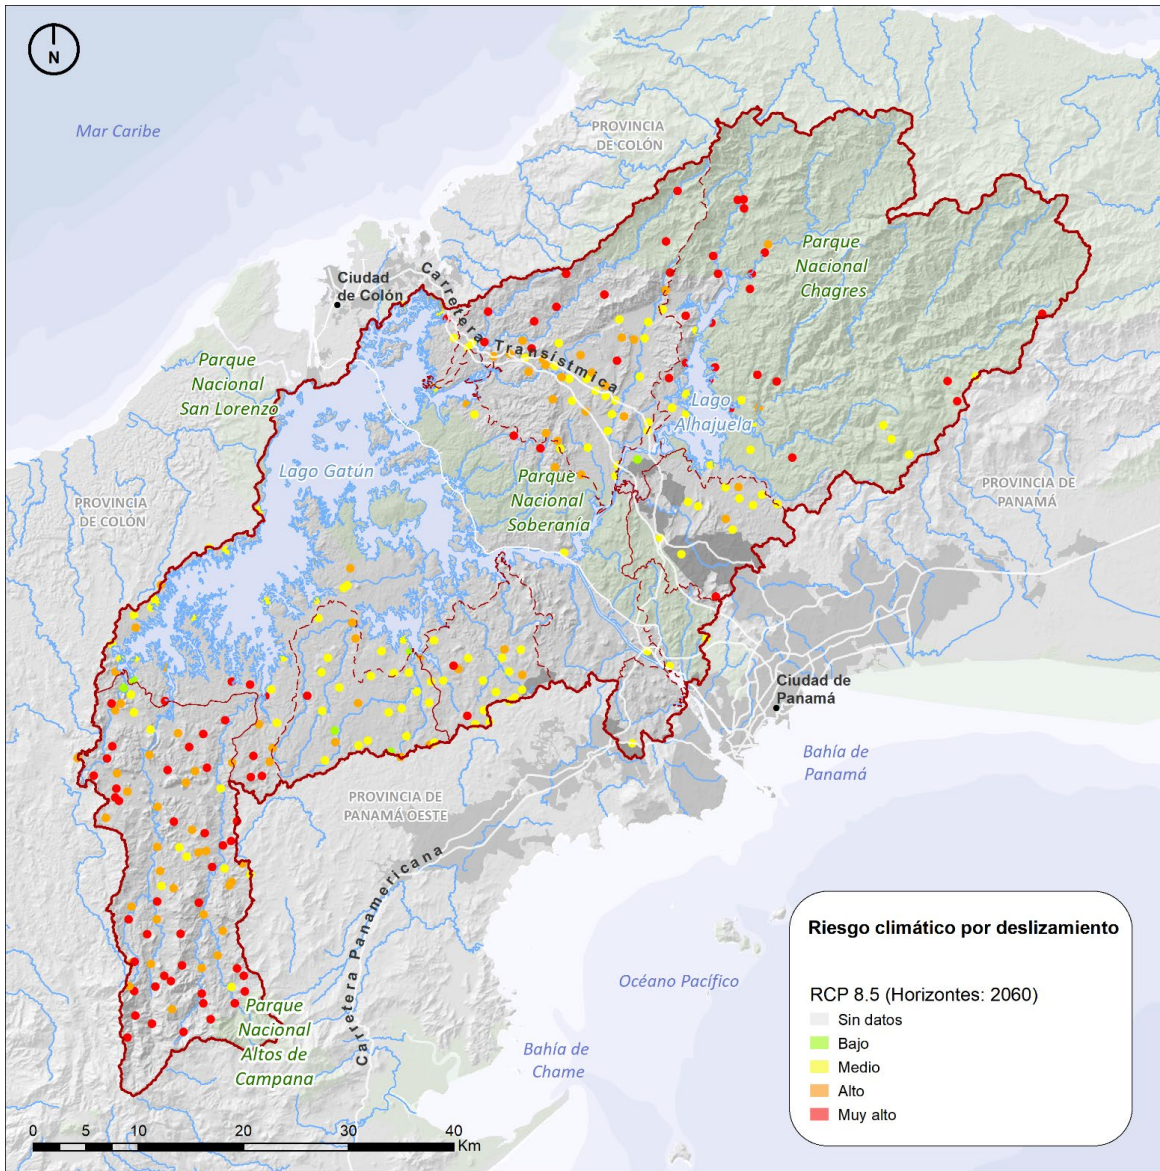 N
Mar Caribe
PROVINCIA
DE COLÓN
Parque
Nacional
Chagres
Ciudad
de Colón
Carretera Transístmica
Parque
Nacional
San Lorenzo
Lago
Alhajuela
Lago Gatún
Parque
Nacional
Soberanía
PROVINCIA
DE COLÓN
PROVINCIA DE
PANAMÁ
Ciudad de
Panamá
Bahía de
Panamá
PROVINCIA DE
PANAMÁ OESTE
Carretera Panamericana
Océano Pacífico
Parque
Nacional
Altos de
Campana
Bahía de
Chame
Riesgo climático por deslizamiento
RCP 8.5 (Horizontes: 2060)
Sin datos
Bajo
Medio
Alto
Muy alto
0 5 10 20 30 40
Km